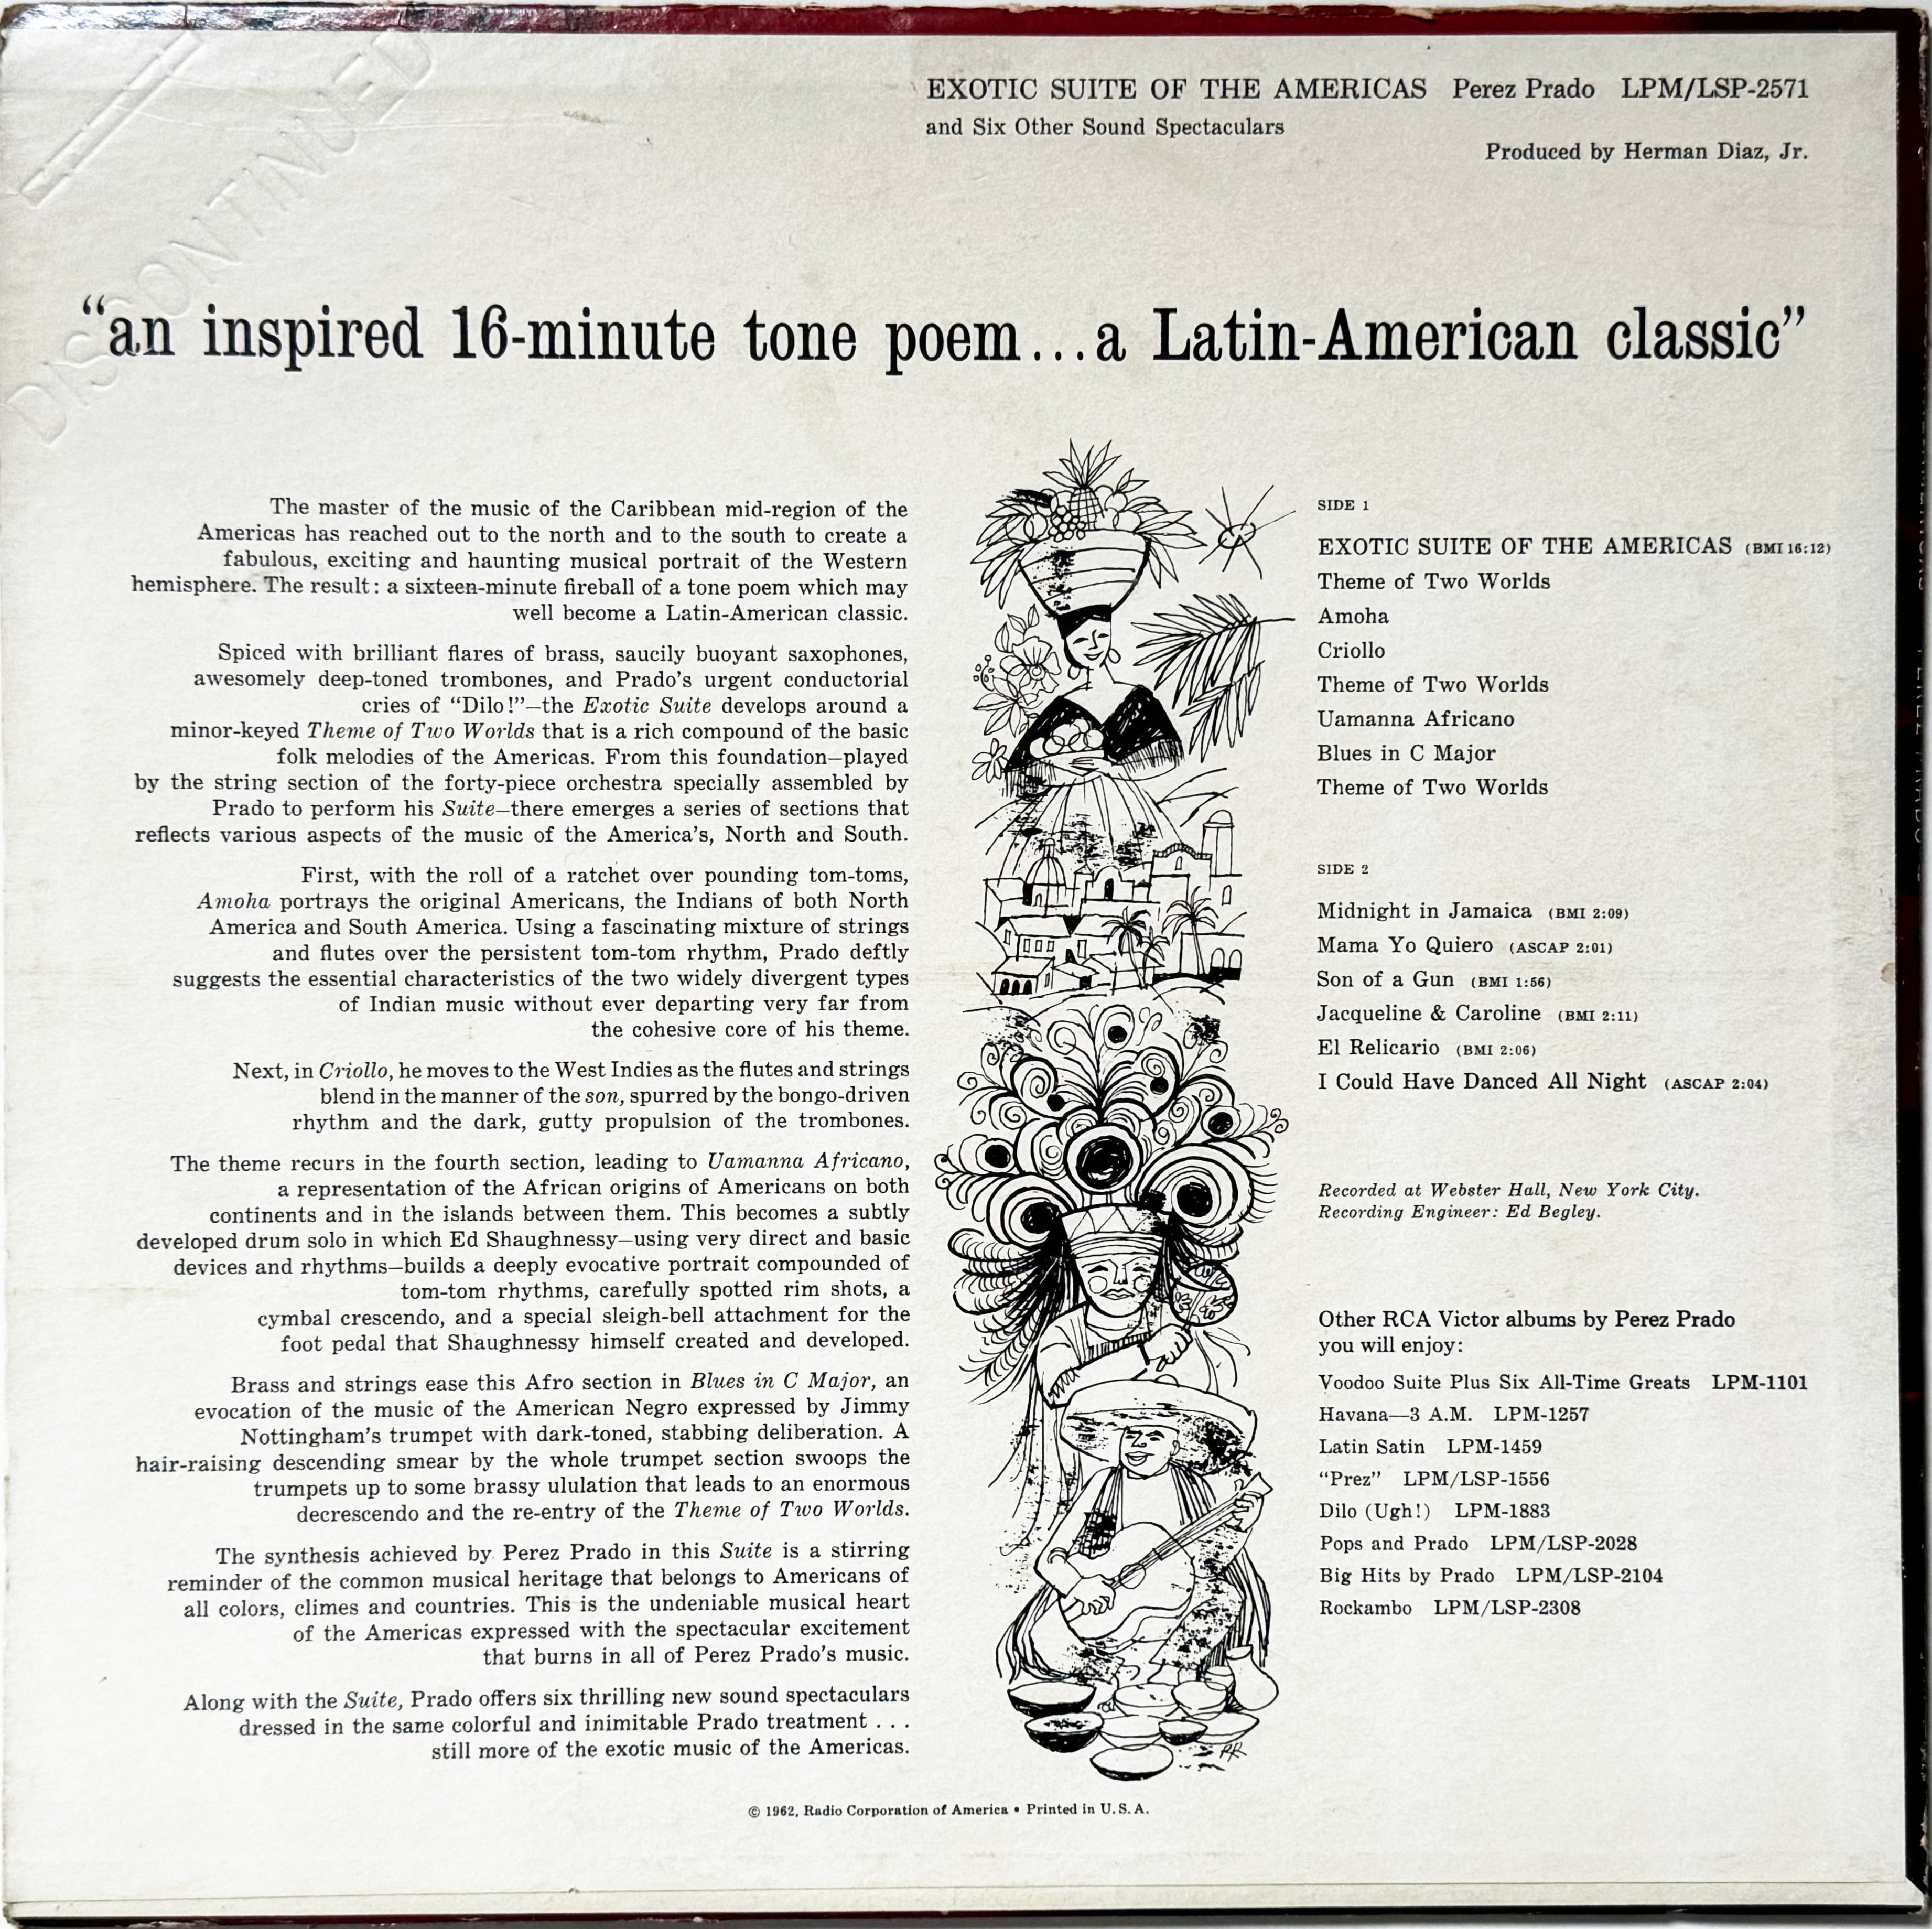 DISCONTINUED
EXOTIC SUITE OF THE AMERICAS Perez Prado LPM/LSP-2571
and Six Other Sound Spectaculars
Produced by Herman Diaz, Jr.
“an inspired 16-minute tone poem...a Latin-American classic”
The master of the music of the Caribbean mid-region of the
Americas has reached out to the north and to the south to create a
fabulous, exciting and haunting musical portrait of the Western
hemisphere. The result: a sixteen-minute fireball of a tone poem which may
well become a Latin-American classic.
Spiced with brilliant flares of brass, saucily buoyant saxophones,
awesomely deep-toned trombones, and Prado’s urgent conductorial
cries of “Dilo!”—the Exotic Suite develops around a
minor-keyed Theme of Two Worlds that is a rich compound of the basic
folk melodies of the Americas. From this foundation—played
by the string section of the forty-piece orchestra specially assembled by
Prado to perform his Suite—there emerges a series of sections that
reflects various aspects of the music of the America’s, North and South.
First, with the roll of a ratchet over pounding tom-toms,
Amoha portrays the original Americans, the Indians of both North
America and South America. Using a fascinating mixture of strings
and flutes over the persistent tom-tom rhythm, Prado deftly
suggests the essential characteristics of the two widely divergent types
of Indian music without ever departing very far from
the cohesive core of his theme.
Next, in Criollo, he moves to the West Indies as the flutes and strings
blend in the manner of the son, spurred by the bongo-driven
rhythm and the dark, gutty propulsion of the trombones.
The theme recurs in the fourth section, leading to Uamanna Africano,
a representation of the African origins of Americans on both
continents and in the islands between them. This becomes a subtly
developed drum solo in which Ed Shaughnessy—using very direct and basic
devices and rhythms—builds a deeply evocative portrait compounded of
tom-tom rhythms, carefully spotted rim shots, a
cymbal crescendo, and a special sleigh-bell attachment for the
foot pedal that Shaughnessy himself created and developed.
Brass and strings ease this Afro section in Blues in C Major, an
evocation of the music of the American Negro expressed by Jimmy
Nottingham’s trumpet with dark-toned, stabbing deliberation. A
hair-raising descending smear by the whole trumpet section swoops the
trumpets up to some brassy ululation that leads to an enormous
decrescendo and the re-entry of the Theme of Two Worlds.
The synthesis achieved by Perez Prado in this Suite is a stirring
reminder of the common musical heritage that belongs to Americans of
all colors, climes and countries. This is the undeniable musical heart
of the Americas expressed with the spectacular excitement
that burns in all of Perez Prado’s music.
Along with the Suite, Prado offers six thrilling new sound spectaculars
dressed in the same colorful and inimitable Prado treatment . . .
still more of the exotic music of the Americas.
SIDE 1
EXOTIC SUITE OF THE AMERICAS (BMI 16:12)
Theme of Two Worlds
Amoha
Criollo
Theme of Two Worlds
Uamanna Africano
Blues in C Major
Theme of Two Worlds
SIDE 2
Midnight in Jamaica (BMI 2:09)
Mama Yo Quiero (ASCAP 2:01)
Son of a Gun (BMI 1:56)
Jacqueline & Caroline (BMI 2:11)
El Relicario (BMI 2:06)
I Could Have Danced All Night (ASCAP 2:04)
Recorded at Webster Hall, New York City.
Recording Engineer: Ed Begley.
Other RCA Victor albums by Perez Prado
you will enjoy:
Voodoo Suite Plus Six All-Time Greats LPM-1101
Havana—3 A.M. LPM-1257
Latin Satin LPM-1459
“Prez” LPM/LSP-1556
Dilo (Ugh!) LPM-1883
Pops and Prado LPM/LSP-2028
Big Hits by Prado LPM/LSP-2104
Rockambo LPM/LSP-2308
RR
© 1962, Radio Corporation of America • Printed in U.S.A.